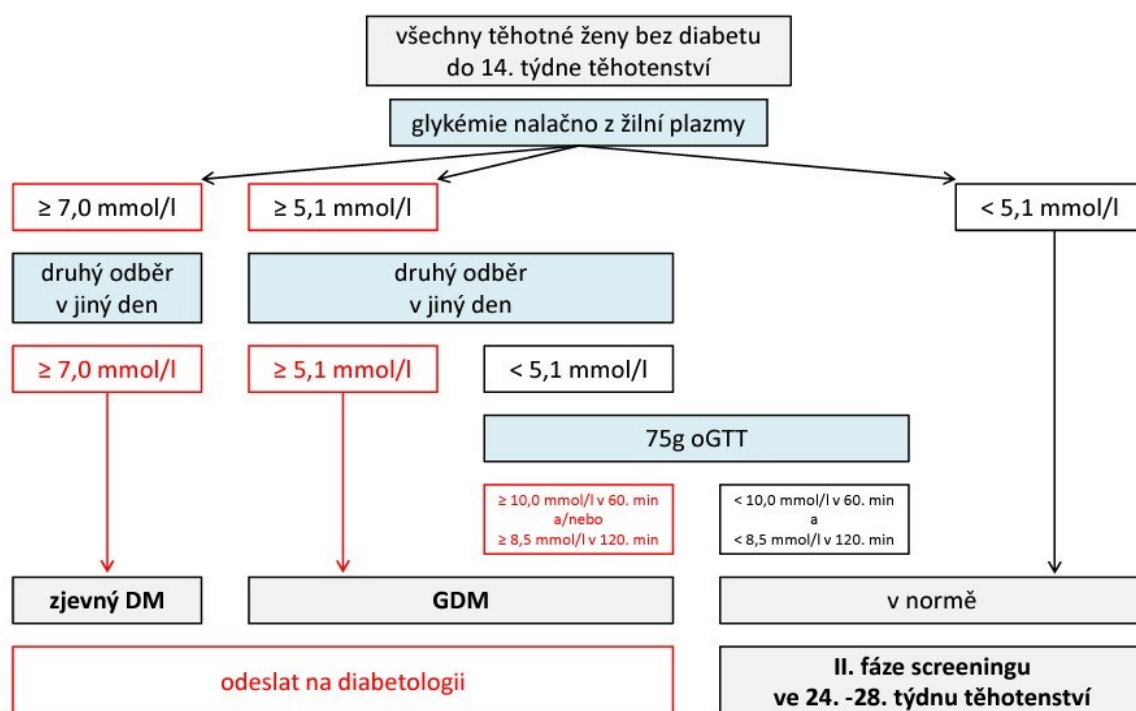 všechny těhotné ženy bez diabetu
do 14. týdne těhotenství
glykémie nalačno z žilní plazmy
≥ 7,0 mmol/l
≥ 5,1 mmol/l
< 5,1 mmol/l
druhý odběr
v jiný den
druhý odběr
v jiný den
≥ 7,0 mmol/l
≥ 5,1 mmol/l
< 5,1 mmol/l
75g oGTT
≥ 10,0 mmol/l v 60. min
a/nebo
≥ 8,5 mmol/l v 120. min
< 10,0 mmol/l v 60. min
a
< 8,5 mmol/l v 120. min
zjevný DM
GDM
v normě
odeslat na diabetologii
II. fáze screeningu
ve 24. -28. týdnu těhotenství